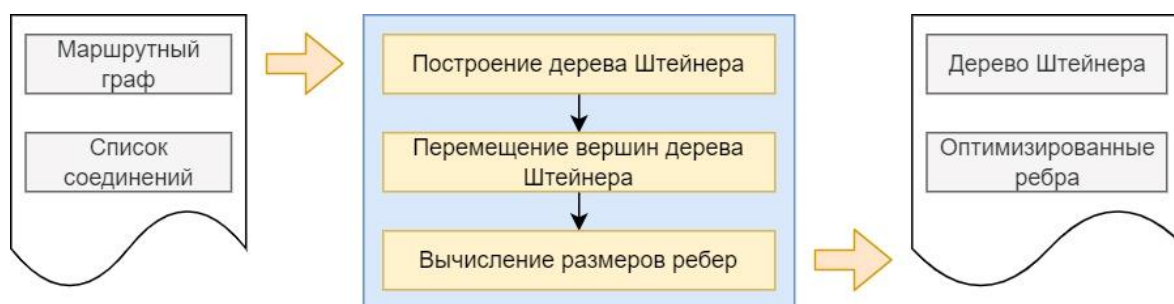 Маршрутный
граф
Список
соединений
Построение дерева Штейнера
Перемещение вершин дерева
Штейнера
Вычисление размеров ребер
Дерево Штейнера
Оптимизированные
ребра